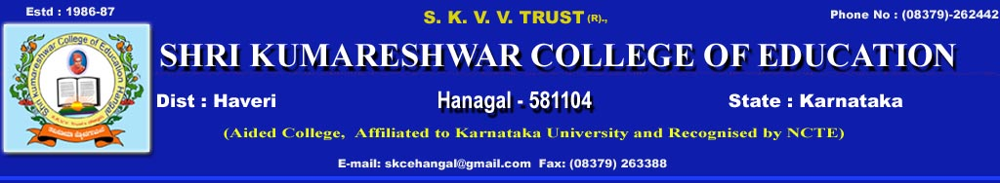 Estd : 1986-87
S. K. V. V. TRUST (R).,
Phone No : (08379)-262442
SHRI KUMARESHWAR COLLEGE OF EDUCATION
Shri Kumareshwar College of Education Hangal
Dist : Haveri
Hanagal - 581104
State : Karnataka
(Aided College, Affiliated to Karnataka University and Recognised by NCTE)
E-mail: skcehangal@gmail.com Fax: (08379) 263388